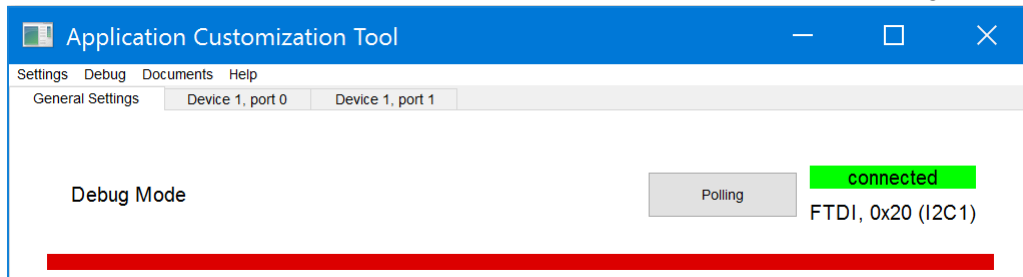 Application Customization Tool
Settings Debug Documents Help
General Settings Device 1, port 0 Device 1, port 1
connected
Debug Mode Polling
FTDI, 0x20 (I2C1)